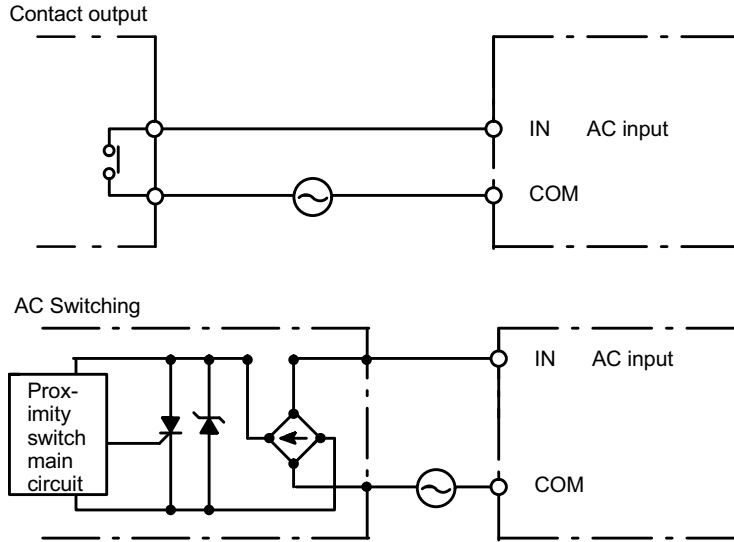 Contact output
IN AC input
COM
AC Switching
IN AC input
Prox-
imity
switch
main
circuit
COM